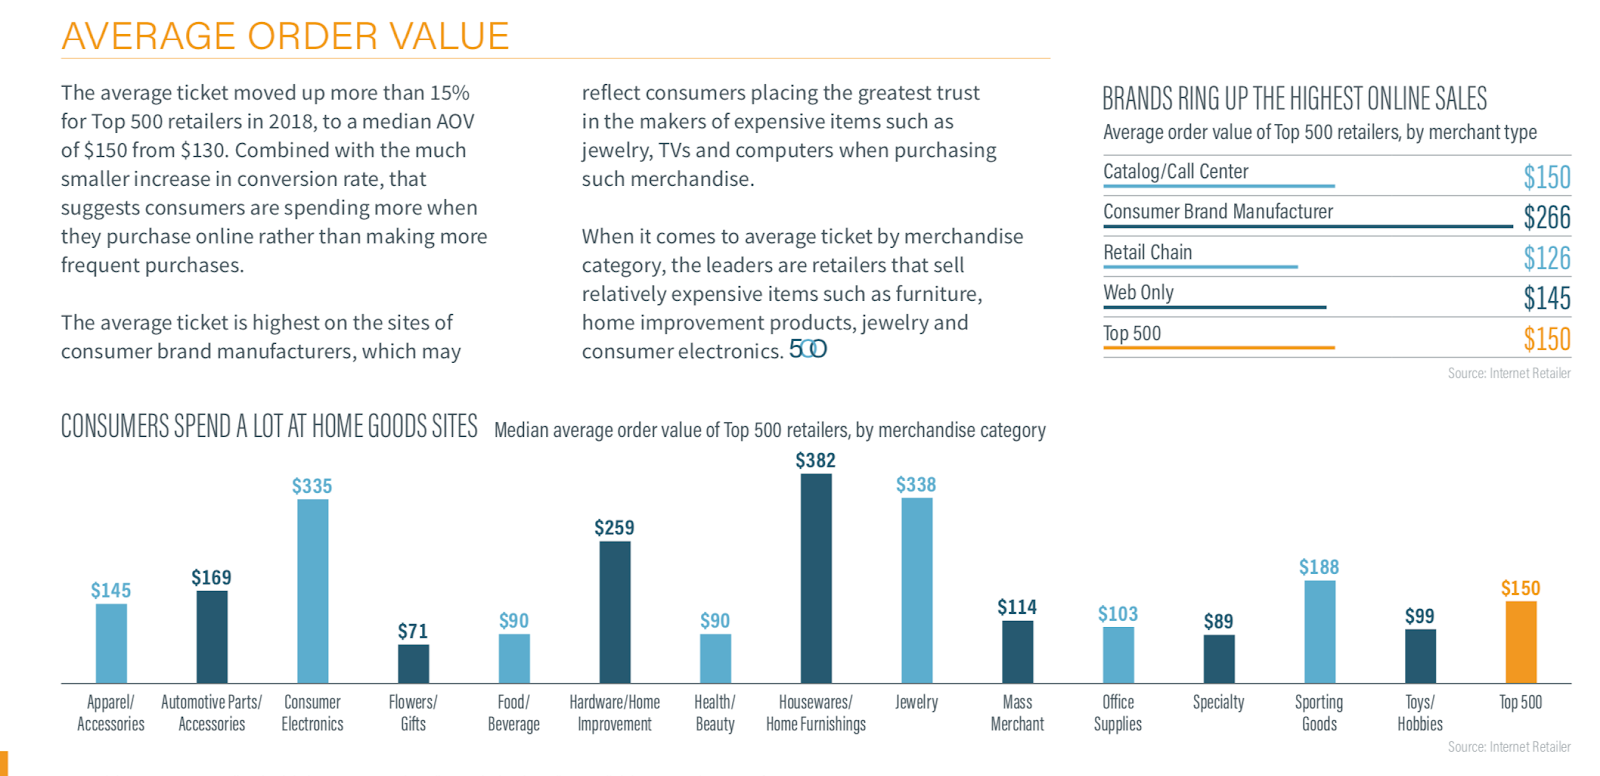 AVERAGE ORDER VALUE
The average ticket moved up more than 15%
for Top 500 retailers in 2018, to a median AOV
of $150 from $130. Combined with the much
smaller increase in conversion rate, that
suggests consumers are spending more when
they purchase online rather than making more
frequent purchases.
The average ticket is highest on the sites of
consumer brand manufacturers, which may
reflect consumers placing the greatest trust
in the makers of expensive items such as
jewelry, TVs and computers when purchasing
such merchandise.
When it comes to average ticket by merchandise
category, the leaders are retailers that sell
relatively expensive items such as furniture,
home improvement products, jewelry and
consumer electronics. 500
BRANDS RING UP THE HIGHEST ONLINE SALES
Average order value of Top 500 retailers, by merchant type
Catalog/Call Center $150
Consumer Brand Manufacturer $266
Retail Chain $126
Web Only $145
Top 500 $150
Source: Internet Retailer
CONSUMERS SPEND A LOT AT HOME GOODS SITES Median average order value of Top 500 retailers, by merchandise category
$145
$169
$335
$71
$90
$259
$90
$382
$338
$114
$103
$89
$188
$99
$150
Apparel/
Accessories
Automotive Parts/
Accessories
Consumer
Electronics
Flowers/
Gifts
Food/
Beverage
Hardware/Home
Improvement
Health/
Beauty
Housewares/
Home Furnishings
Jewelry
Mass
Merchant
Office
Supplies
Specialty
Sporting
Goods
Toys/
Hobbies
Top 500
Source: Internet Retailer